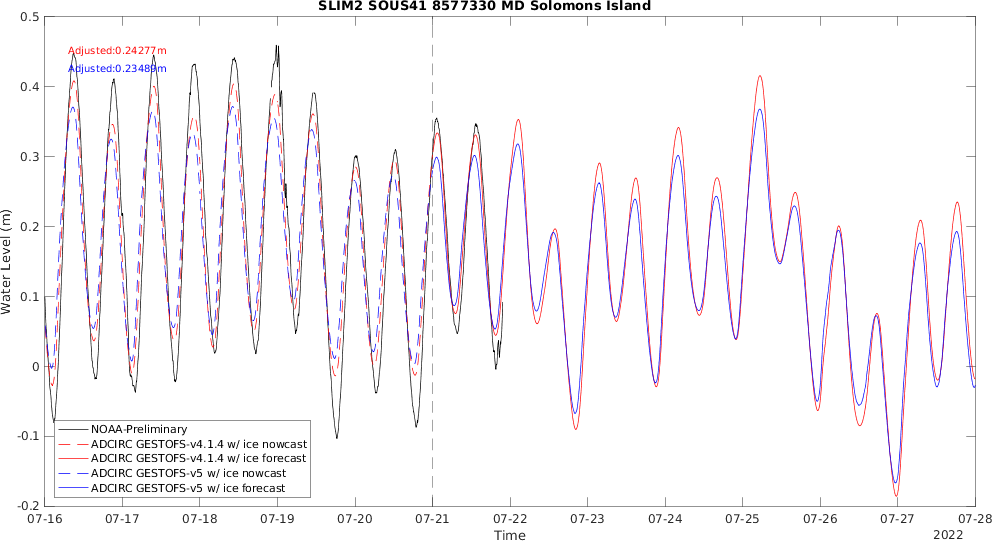 SLIM2 SOUS41 8577330 MD Solomons Island
0.5
0.4
0.3
0.2
0.1
0
-0.1
-0.2
Water Level (m)
Adjusted:0.24277m
Adjusted:0.23489m
NOAA-Preliminary
ADCIRC GESTOFS-v4.1.4 w/ ice nowcast
ADCIRC GESTOFS-v4.1.4 w/ ice forecast
ADCIRC GESTOFS-v5 w/ ice nowcast
ADCIRC GESTOFS-v5 w/ ice forecast
07-16 07-17 07-18 07-19 07-20 07-21 07-22 07-23 07-24 07-25 07-26 07-27 07-28
Time
2022